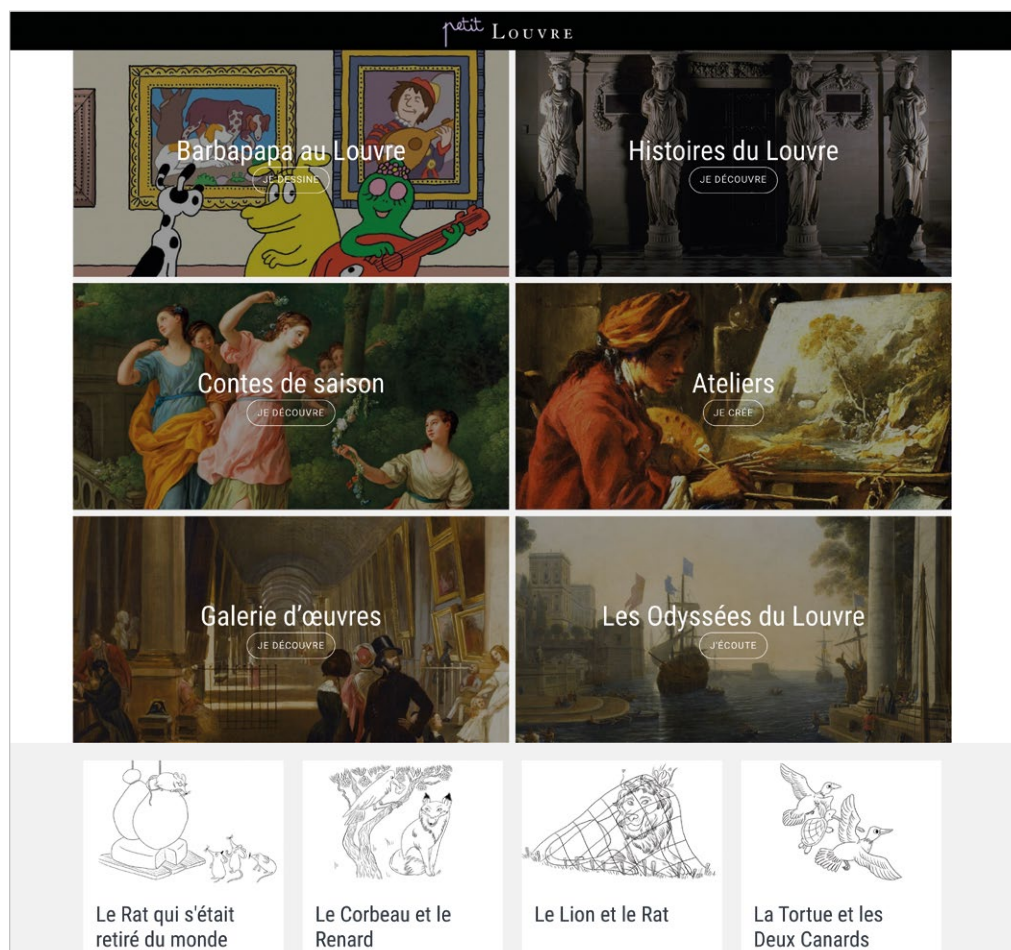 petit LOUVRE
Barbapapa au Louvre
JE DESSINE
Histoires du Louvre
JE DÉCOUVRE
Contes de saison
JE DÉCOUVRE
Ateliers
JE CRÉE
Galerie d’œuvres
JE DÉCOUVRE
Les Odyssées du Louvre
J'ÉCOUTE
Le Rat qui s'était
retiré du monde
Le Corbeau et le
Renard
Le Lion et le Rat
La Tortue et les
Deux Canards